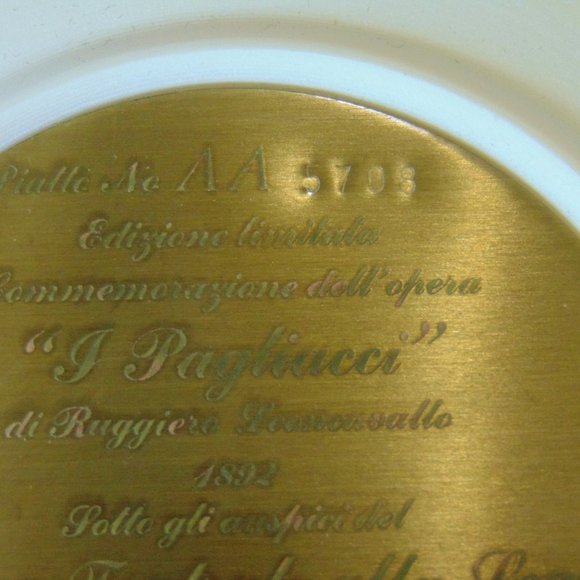 Piatto No AA 5708
Edizione limitata
Commemorazione dell'opera
"I Pagliacci"
di Ruggiero Leoncavallo
1892
Sotto gli auspici del